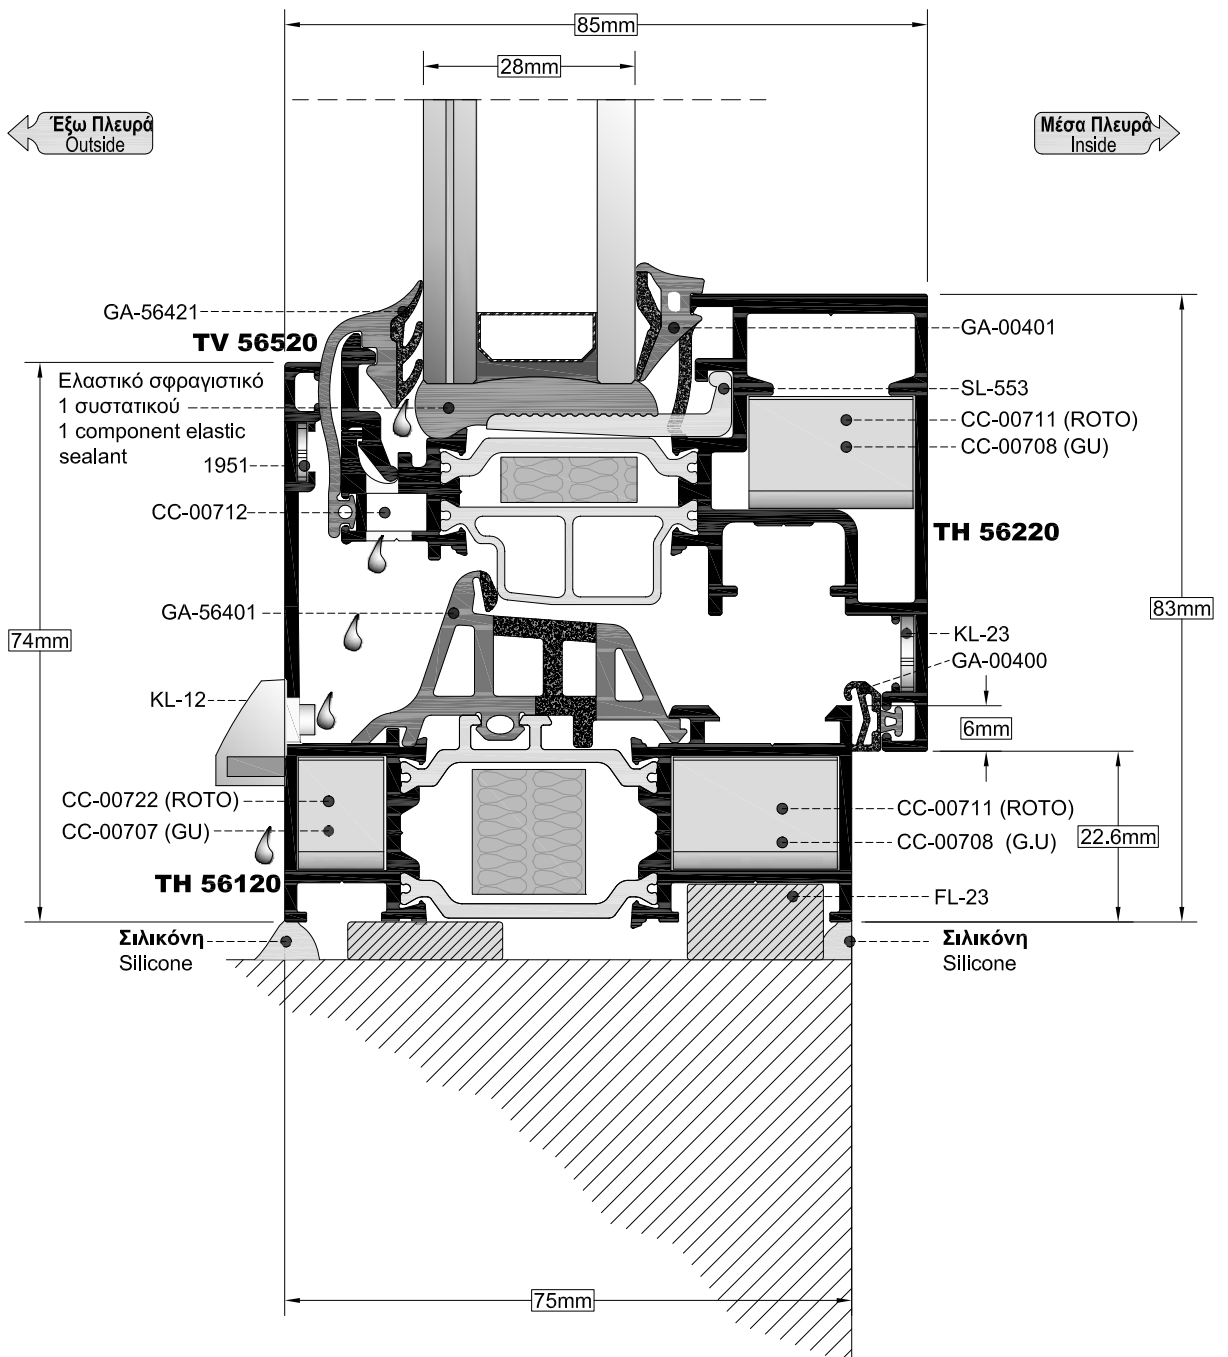 85mm
28mm
Έξω Πλευρά
Outside
Μέσα Πλευρά
Inside
GA-56421
TV 56520
Ελαστικό σφραγιστικό
1 συστατικού
1 component elastic
sealant
1951
CC-00712
GA-56401
74mm
KL-12
CC-00722 (ROTO)
CC-00707 (GU)
TH 56120
Σιλικόνη
Silicone
GA-00401
SL-553
CC-00711 (ROTO)
CC-00708 (GU)
TH 56220
83mm
KL-23
GA-00400
6mm
CC-00711 (ROTO)
22.6mm
CC-00708 (G.U)
FL-23
Σιλικόνη
Silicone
75mm